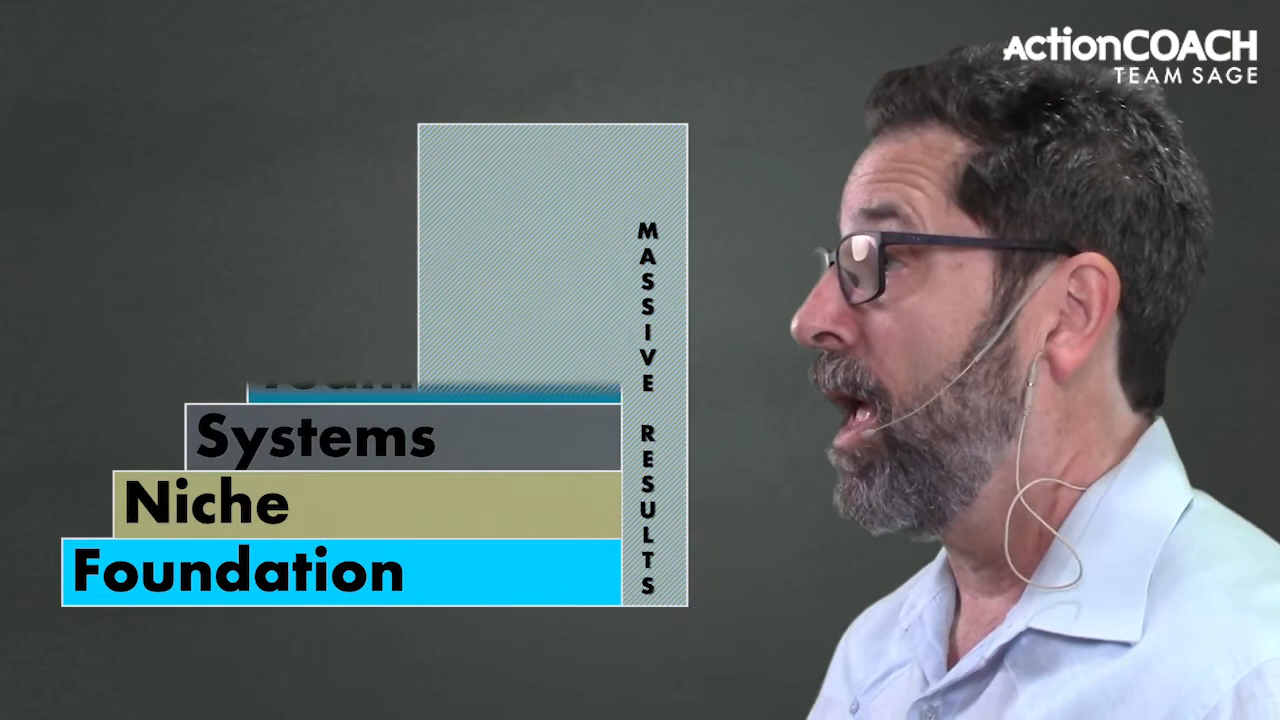 ActionCOACH
TEAM SAGE
MASSIVE RESULTS
Systems
Niche
Foundation